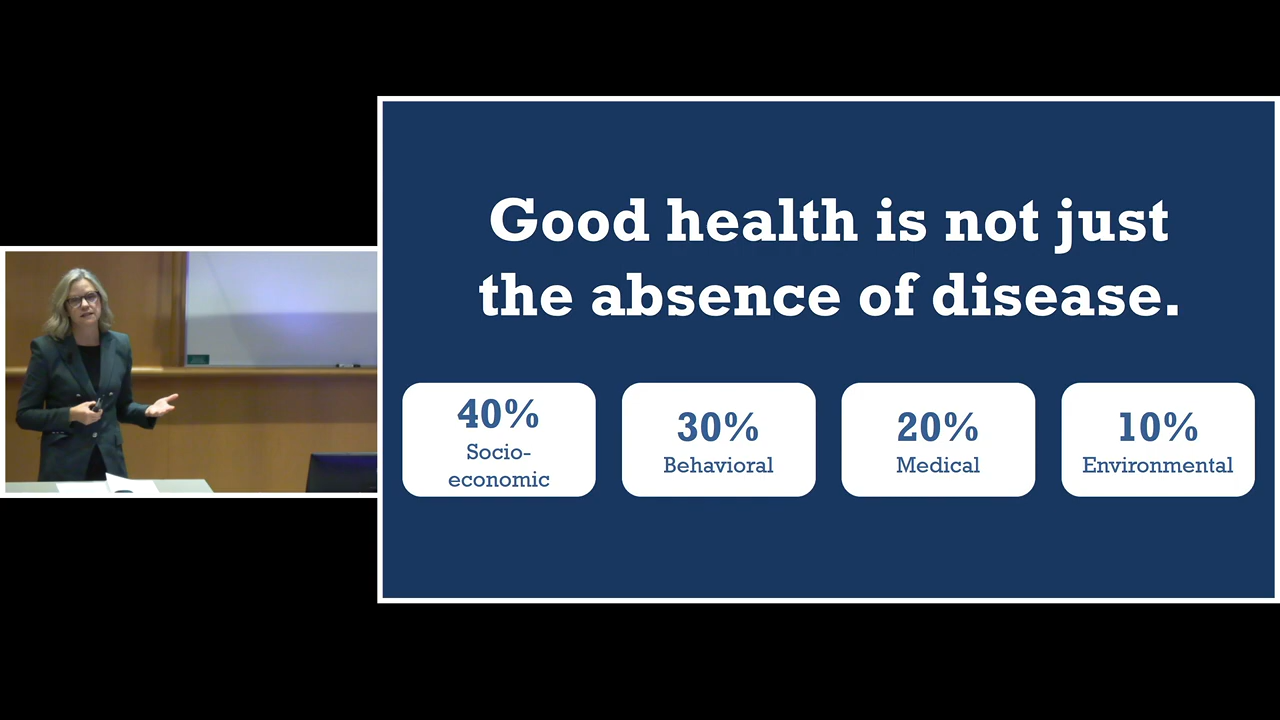 Good health is not just
the absence of disease.
40%
Socio-
economic
30%
Behavioral
20%
Medical
10%
Environmental